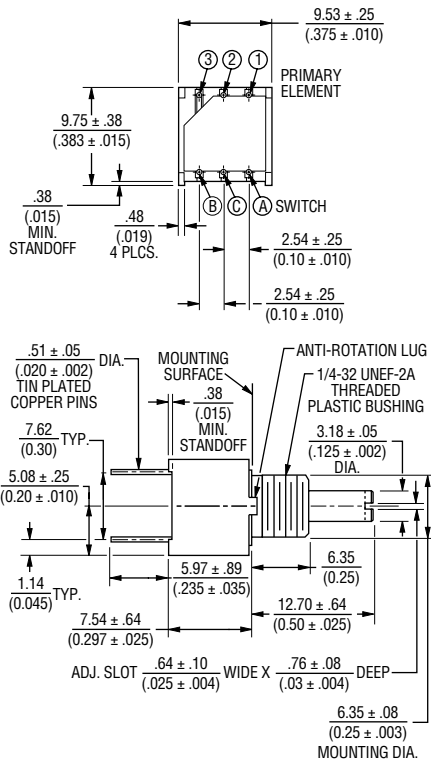 9.53 ± .25
(.375 ± .010)
3 2 1
PRIMARY
ELEMENT
9.75 ± .38
(.383 ± .015)
B C A SWITCH
.38
(.015)
MIN.
STANDOFF
.48
(.019)
4 PLCS.
2.54 ± .25
(0.10 ± .010)
2.54 ± .25
(0.10 ± .010)
.51 ± .05
(.020 ± .002)
DIA.
TIN PLATED
COPPER PINS
MOUNTING
SURFACE
ANTI-ROTATION LUG
1/4-32 UNEF-2A
THREADED
PLASTIC BUSHING
.38
(.015)
MIN.
STANDOFF
3.18 ± .05
(.125 ± .002)
DIA.
7.62
(0.30)
TYP.
5.08 ± .25
(0.20 ± .010)
1.14
(0.045)
TYP.
5.97 ± .89
(.235 ± .035)
6.35
(0.25)
7.54 ± .64
(0.297 ± .025)
12.70 ± .64
(0.50 ± .025)
ADJ. SLOT .64 ± .10 WIDE X .76 ± .08 DEEP
(.025 ± .004) (.03 ± .004)
6.35 ± .08
(0.25 ± .003)
MOUNTING DIA.